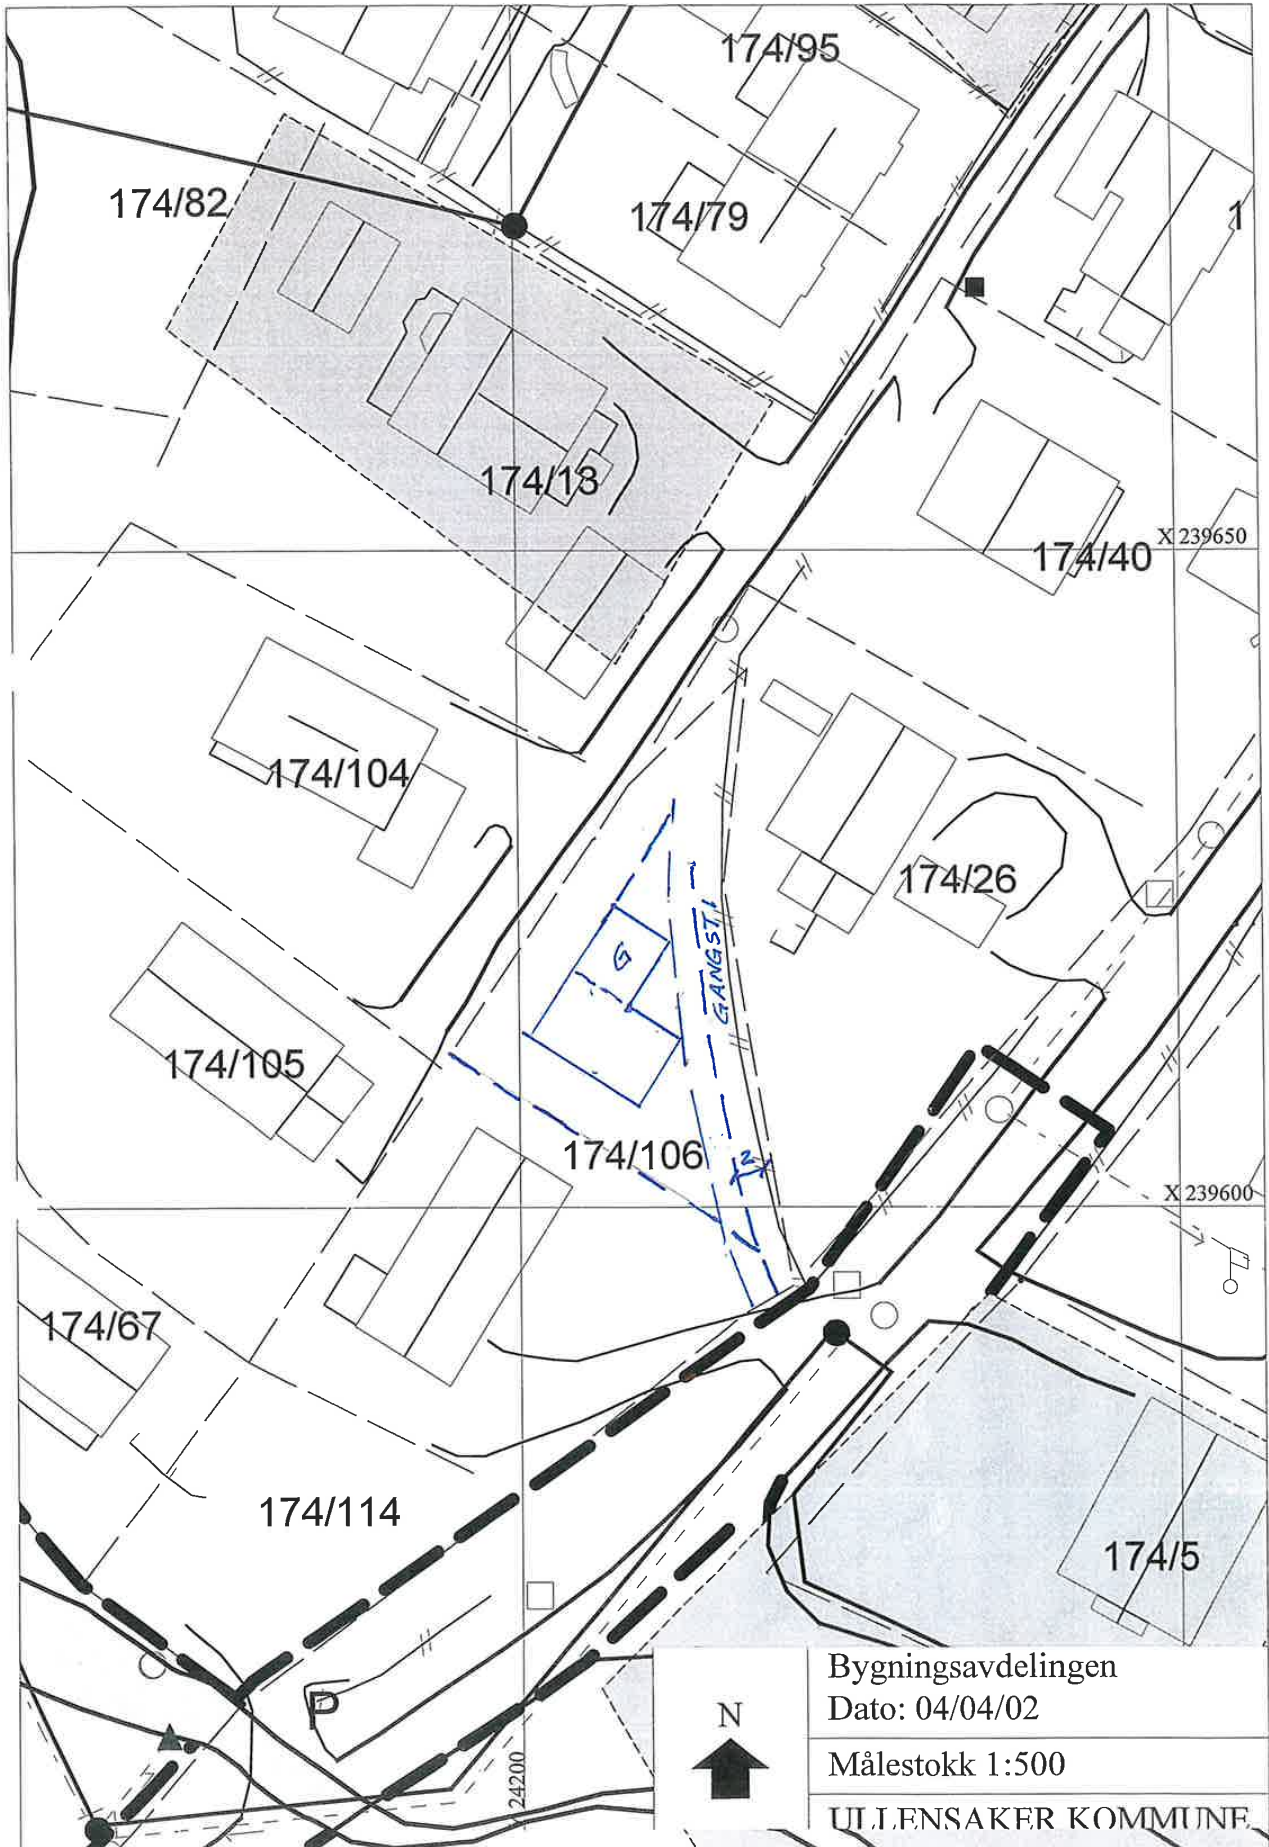 174/95
174/82
174/79
1
174/13
X 239650
174/40
174/104
174/26
G
GANGSTI
174/105
174/106
2
X 239600
174/67
174/114
174/5
P
Y 24200
N
Bygningsavdelingen
Dato: 04/04/02
Målestokk 1:500
ULLENSAKER KOMMUNE